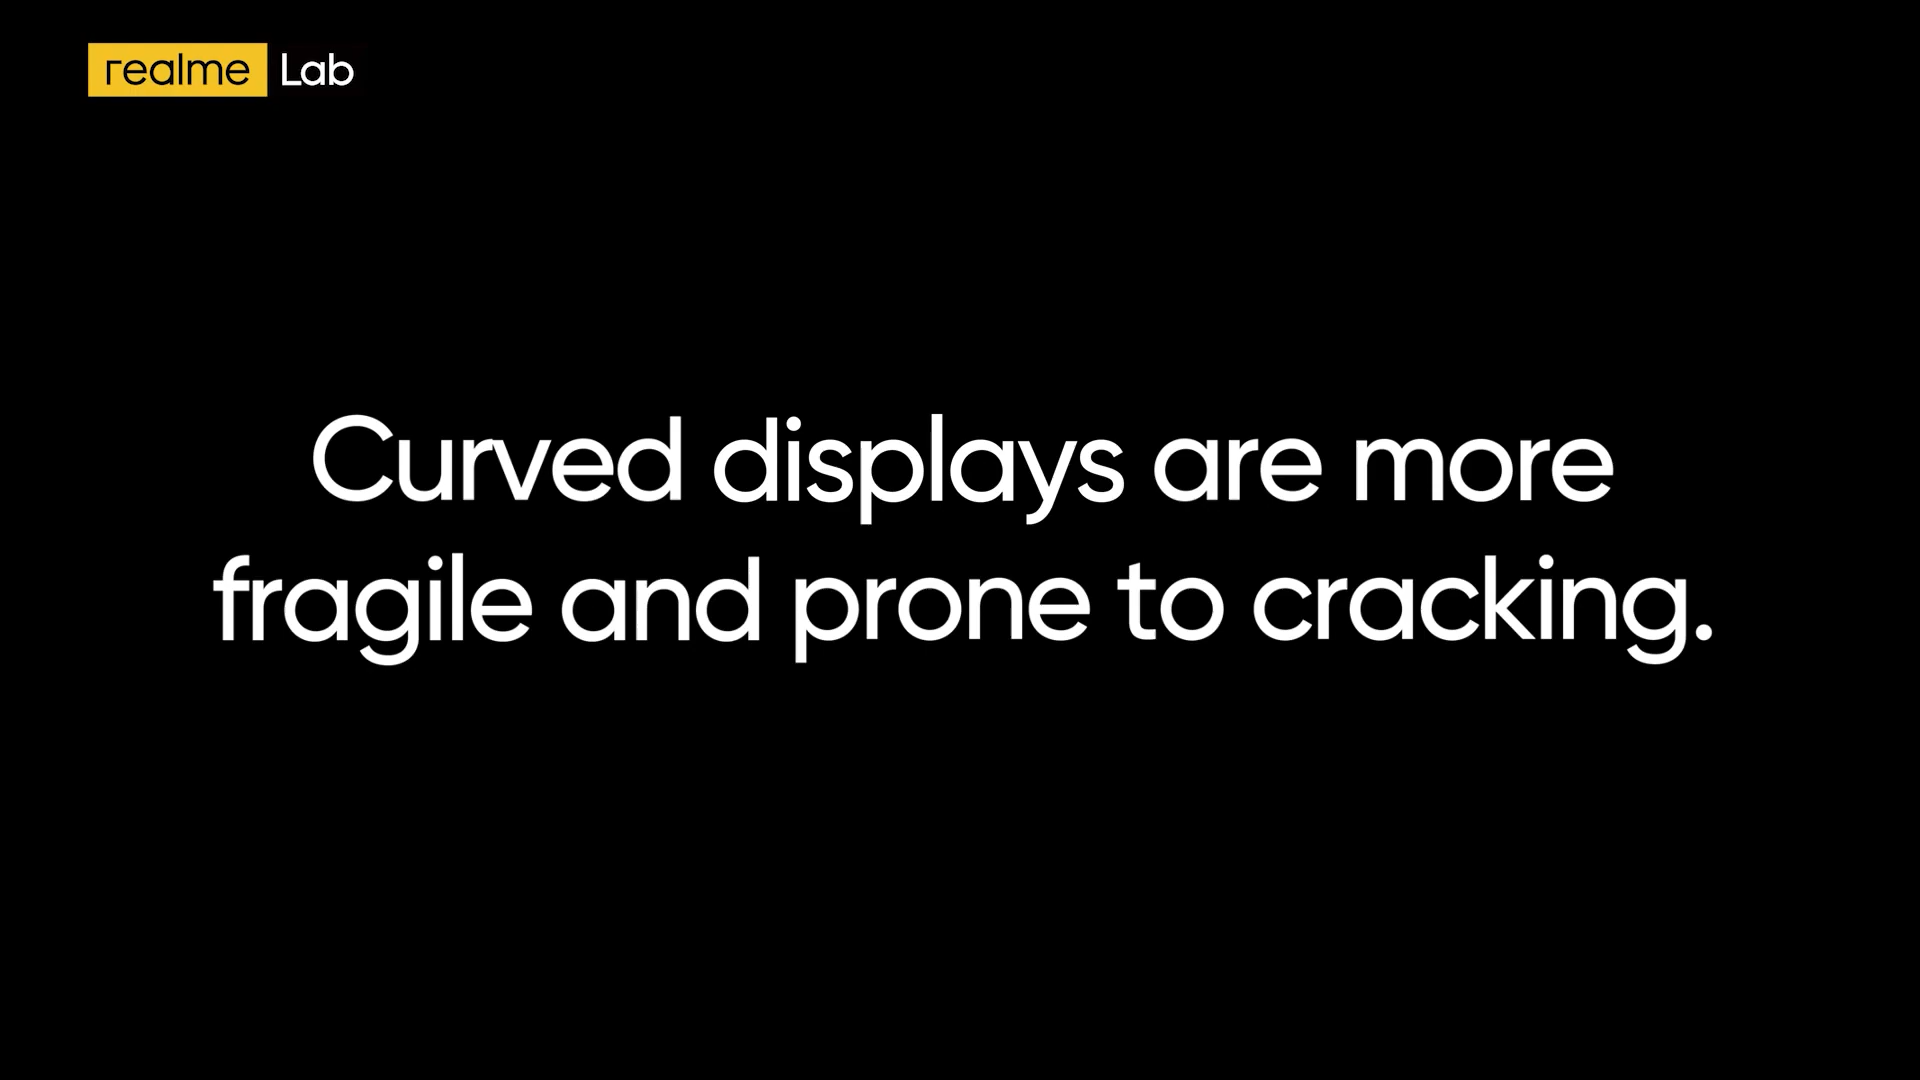 realme Lab
Curved displays are more
fragile and prone to cracking.